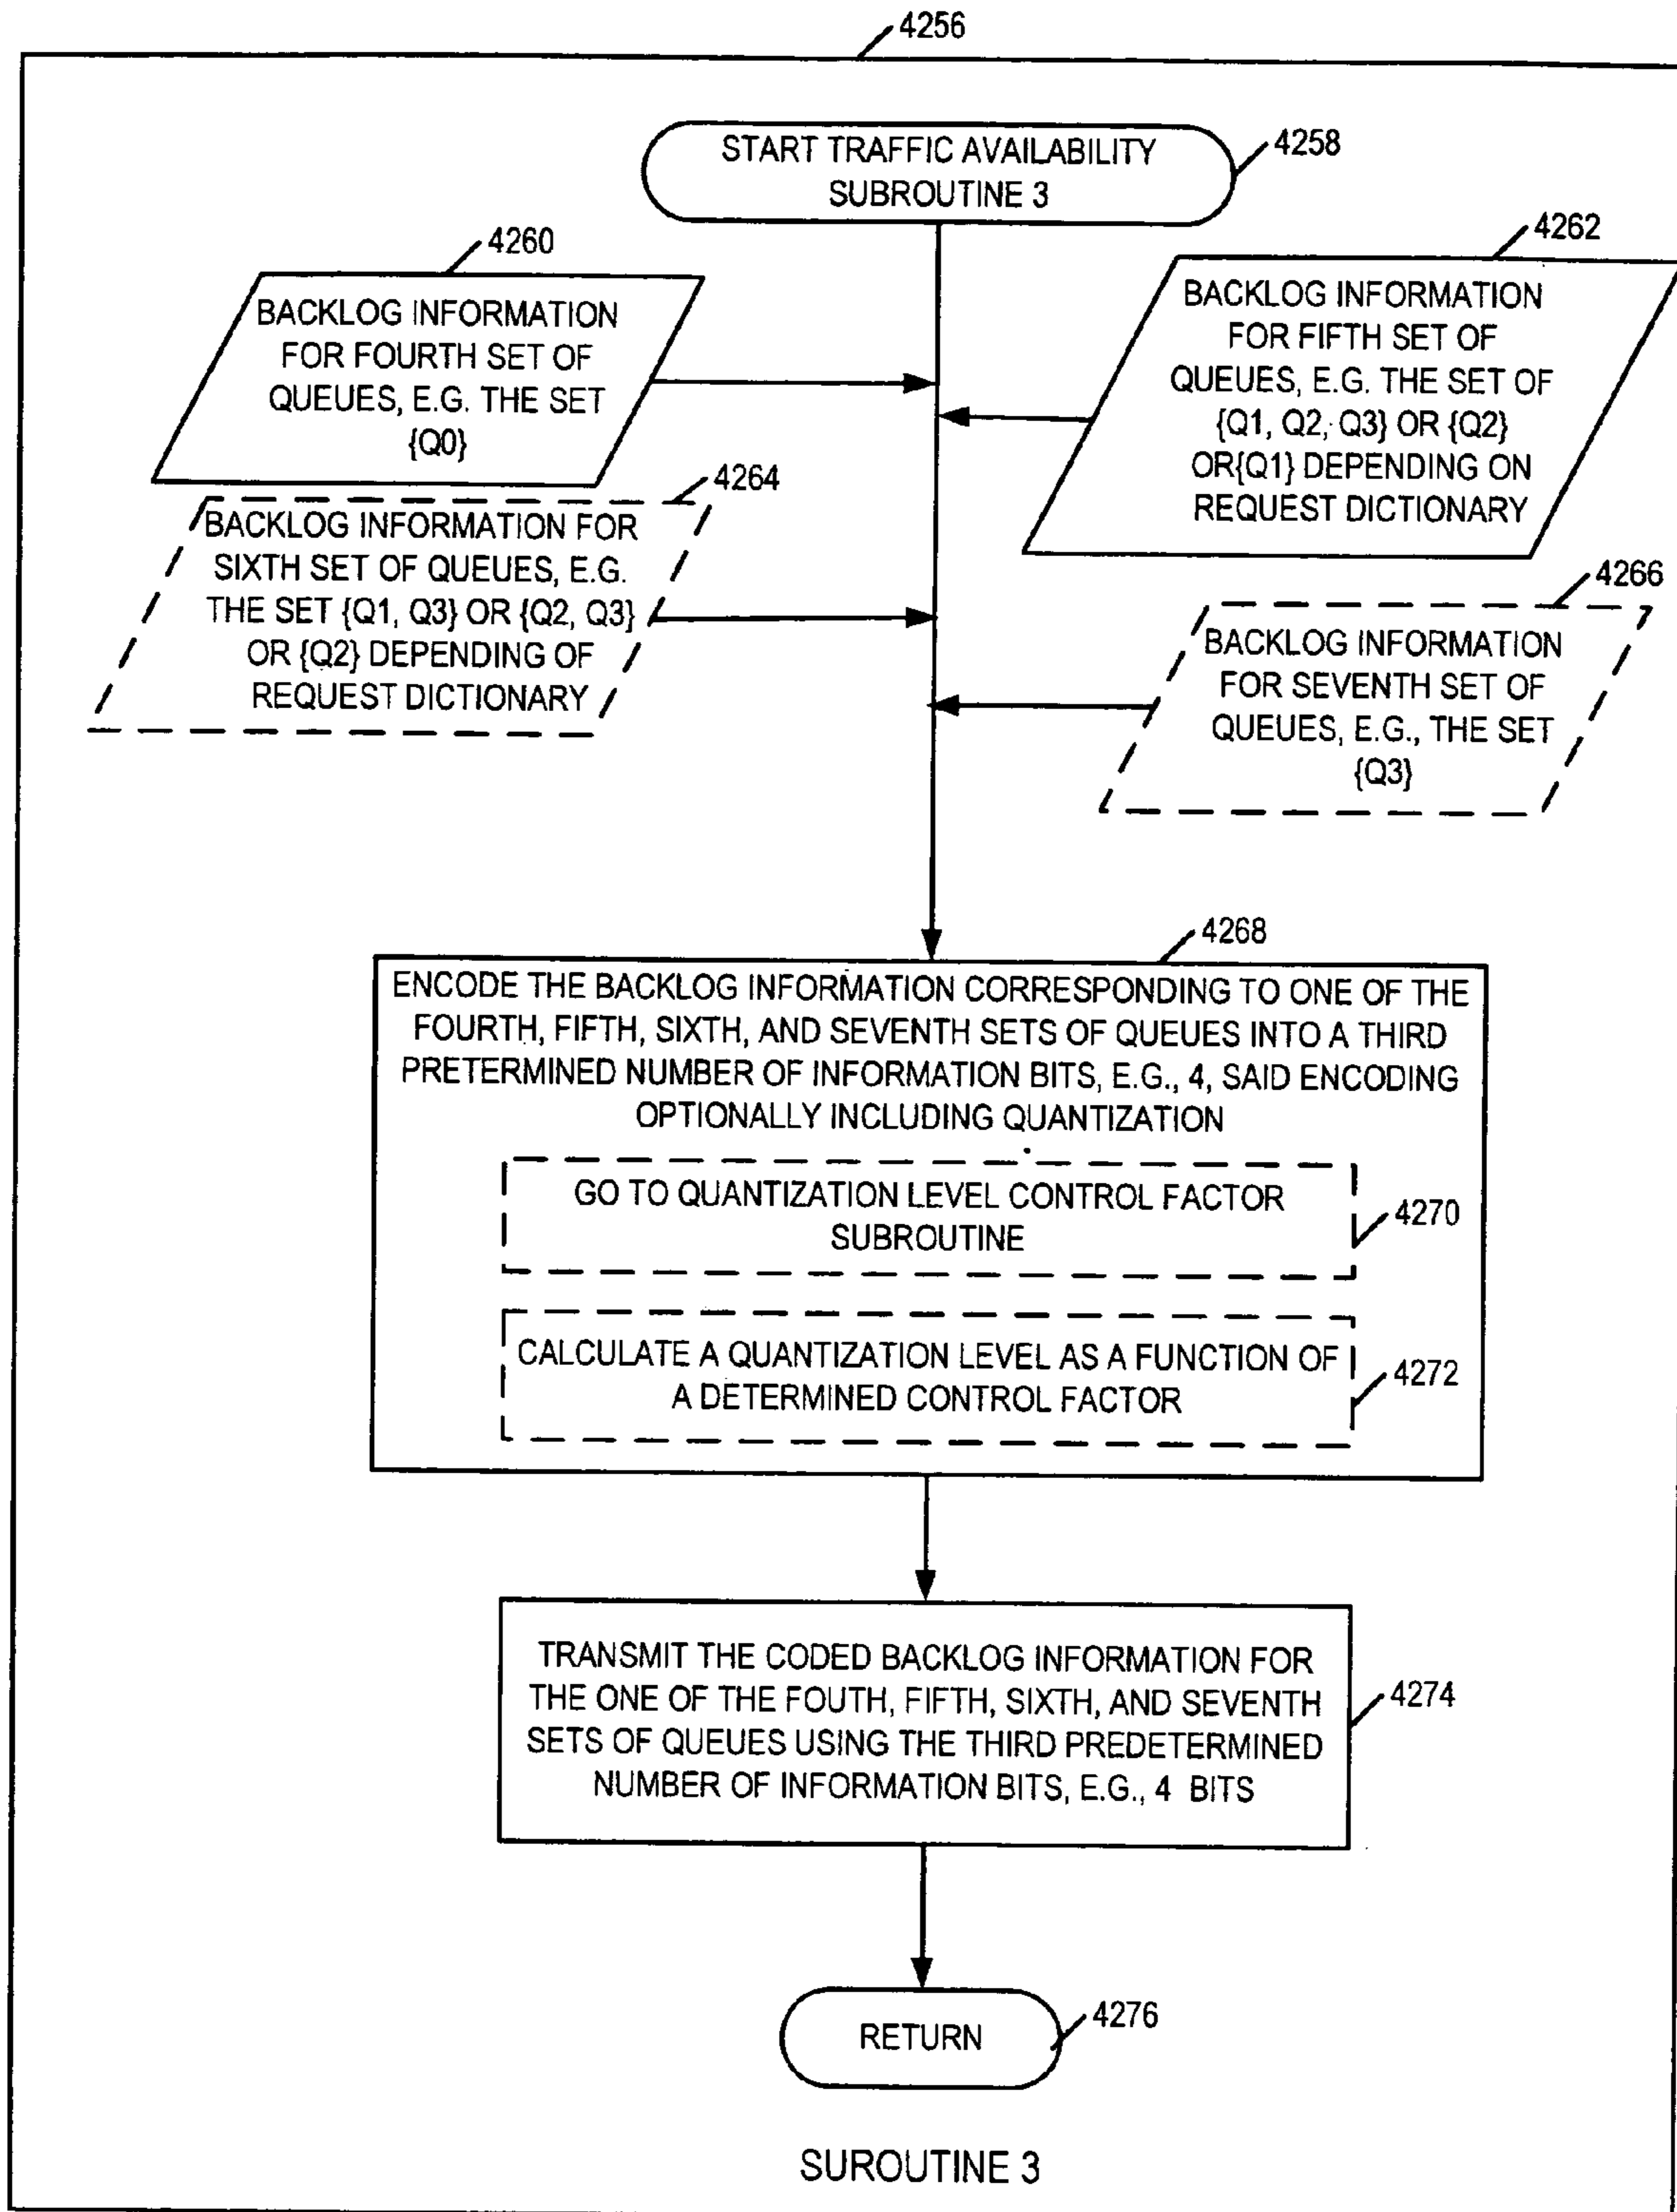 4256
START TRAFFIC AVAILABILITY
SUBROUTINE 3
4258
4260
BACKLOG INFORMATION
FOR FOURTH SET OF
QUEUES, E.G. THE SET
{Q0}
4262
BACKLOG INFORMATION
FOR FIFTH SET OF
QUEUES, E.G. THE SET OF
{Q1, Q2, Q3} OR {Q2}
OR{Q1} DEPENDING ON
REQUEST DICTIONARY
4264
BACKLOG INFORMATION FOR
SIXTH SET OF QUEUES, E.G.
THE SET {Q1, Q3} OR {Q2, Q3}
OR {Q2} DEPENDING OF
REQUEST DICTIONARY
4266
BACKLOG INFORMATION
FOR SEVENTH SET OF
QUEUES, E.G., THE SET
{Q3}
4268
ENCODE THE BACKLOG INFORMATION CORRESPONDING TO ONE OF THE
FOURTH, FIFTH, SIXTH, AND SEVENTH SETS OF QUEUES INTO A THIRD
PRETERMINED NUMBER OF INFORMATION BITS, E.G., 4, SAID ENCODING
OPTIONALLY INCLUDING QUANTIZATION
GO TO QUANTIZATION LEVEL CONTROL FACTOR
SUBROUTINE
4270
CALCULATE A QUANTIZATION LEVEL AS A FUNCTION OF
A DETERMINED CONTROL FACTOR
4272
TRANSMIT THE CODED BACKLOG INFORMATION FOR
THE ONE OF THE FOUTH, FIFTH, SIXTH, AND SEVENTH
SETS OF QUEUES USING THE THIRD PREDETERMINED
NUMBER OF INFORMATION BITS, E.G., 4 BITS
4274
RETURN
4276
SUROUTINE 3